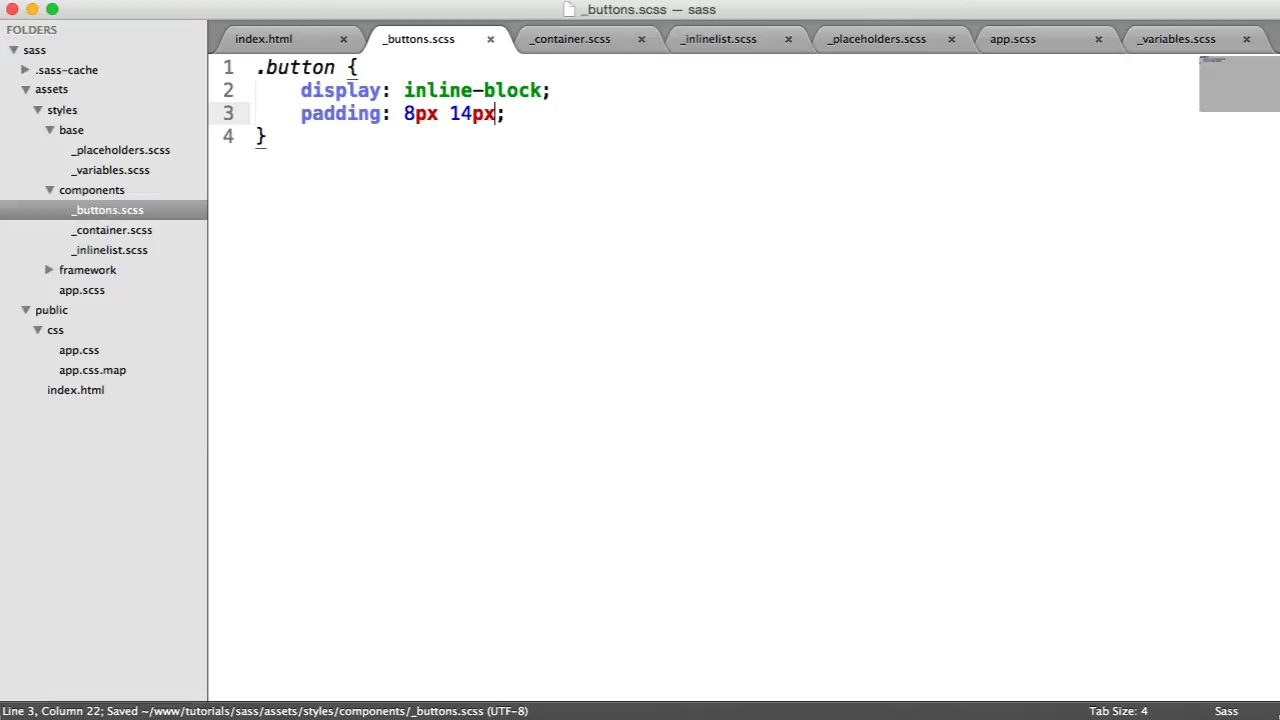 _buttons.scss — sass
FOLDERS
sass
.sass-cache
assets
styles
base
_placeholders.scss
_variables.scss
components
_buttons.scss
_container.scss
_inlinelist.scss
framework
app.scss
public
css
app.css
app.css.map
index.html
index.html × _buttons.scss × _container.scss × _inlinelist.scss × _placeholders.scss × app.scss × _variables.scss ×
1 .button {
2 display: inline-block;
3 padding: 8px 14px;
4 }
Line 3, Column 22; Saved ~/www/tutorials/sass/assets/styles/components/_buttons.scss (UTF-8) Tab Size: 4 Sass